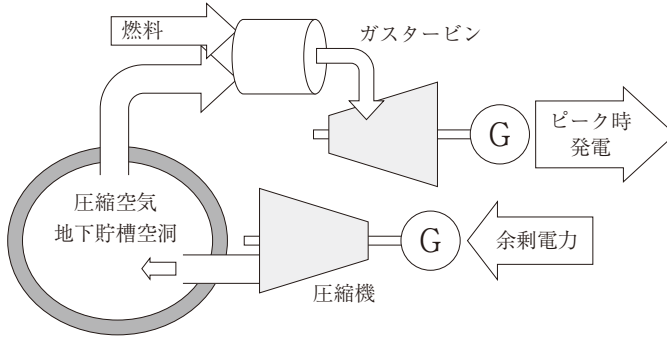 燃料
ガスタービン
G
ピーク時
発電
圧縮空気
地下貯槽空洞
G
余剰電力
圧縮機